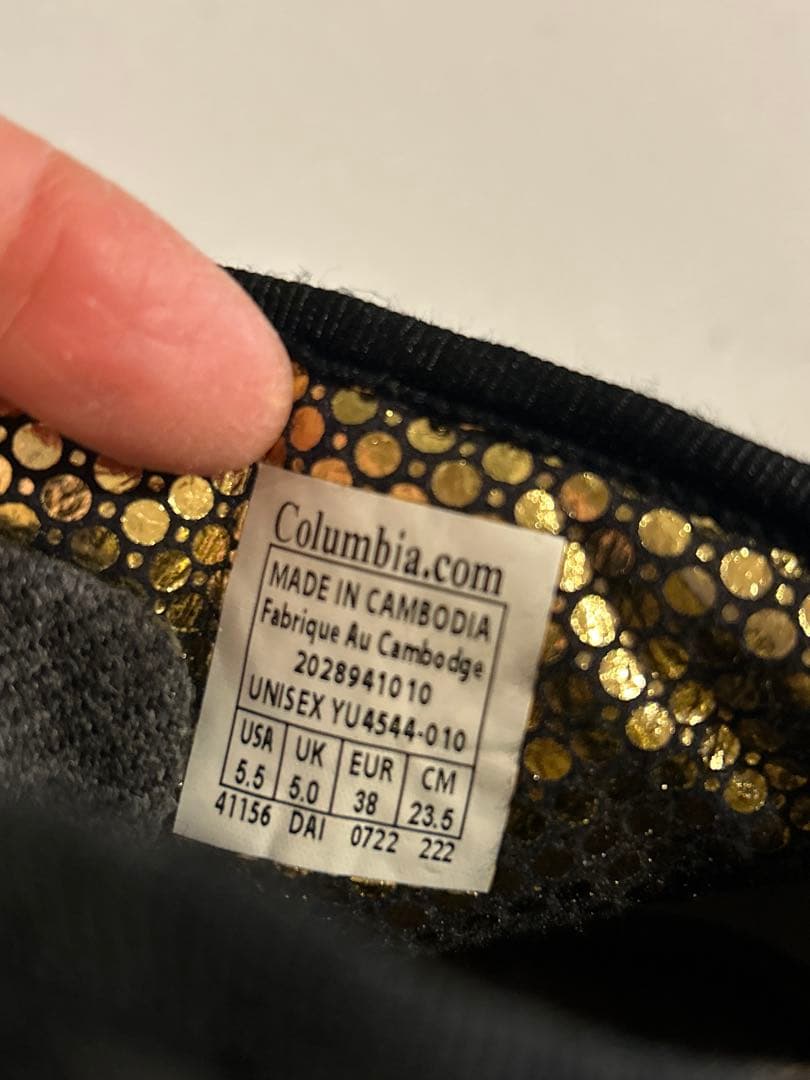 Columbia.com
MADE IN CAMBODIA
Fabrique Au Cambodge
2028941010
UNISEX YU4544-010
USA UK EUR CM
5.5 5.0 38 23.5
41156 DAI 0722 222